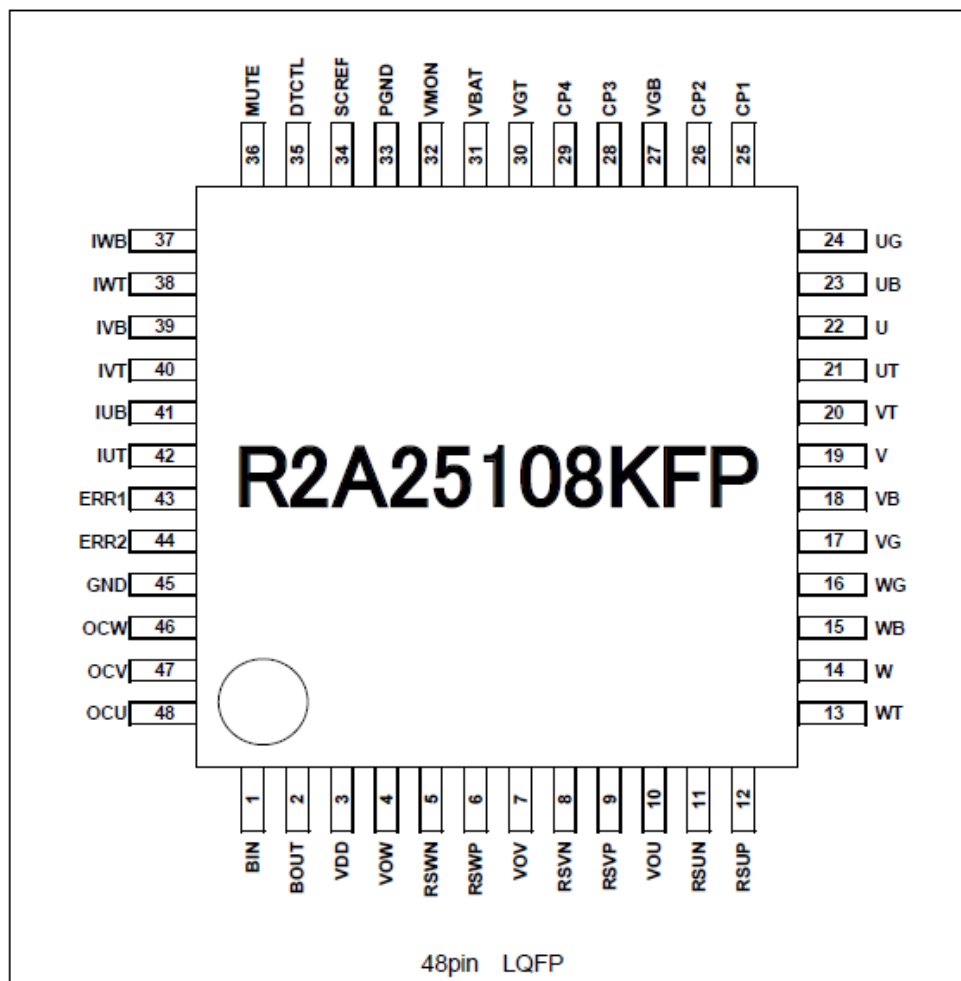 MUTE DTCTL SCREF PGND VMON VBAT VGT CP4 CP3 VGB CP2 CP1
36 35 34 33 32 31 30 29 28 27 26 25
IWB 37
IWT 38
IVB 39
IVT 40
IUB 41
IUT 42
ERR1 43
ERR2 44
GND 45
OCW 46
OCV 47
OCU 48
R2A25108KFP
24 UG
23 UB
22 U
21 UT
20 VT
19 V
18 VB
17 VG
16 WG
15 WB
14 W
13 WT
1 2 3 4 5 6 7 8 9 10 11 12
BIN BOUT VDD VOW RSWN RSWP VOV RSVN RSVP VOU RSUN RSUP
48pin LQFP